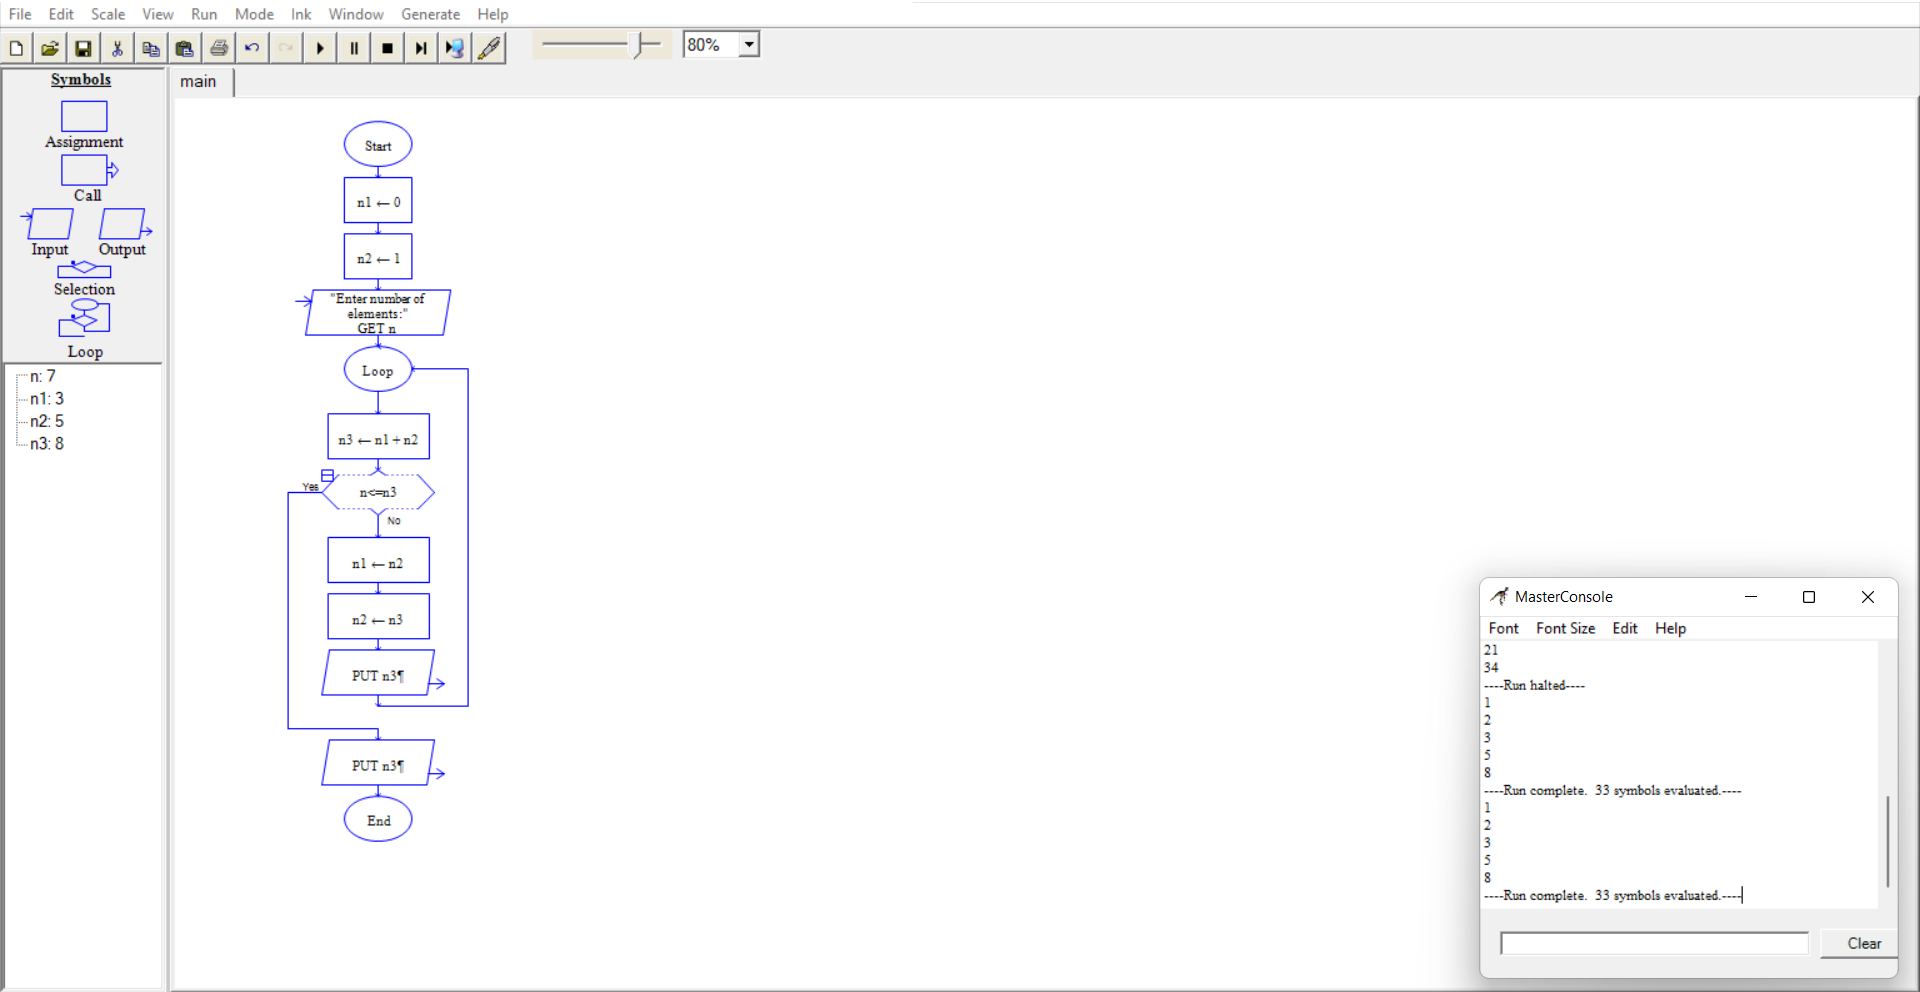 File Edit Scale View Run Mode Ink Window Generate Help
80%
Symbols
Assignment
Call
Input Output
Selection
Loop
n: 7
n1: 3
n2: 5
n3: 8
main
Start
n1 ← 0
n2 ← 1
"Enter number of
elements:"
GET n
Loop
n3 ← n1 + n2
Yes
n<=n3
No
n1 ← n2
n2 ← n3
PUT n3¶
PUT n3¶
End
MasterConsole
Font Font Size Edit Help
21
34
----Run halted----
1
2
3
5
8
----Run complete. 33 symbols evaluated.----
1
2
3
5
8
----Run complete. 33 symbols evaluated.----
Clear